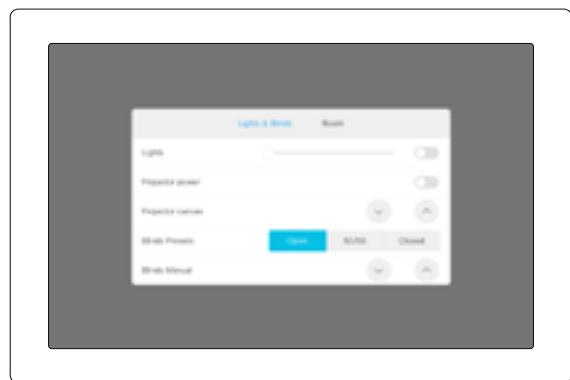 Lights & Blinds Room
Lights
Projector power
Projector canvas
Blinds Presets Open 50/50 Closed
Blinds Manual